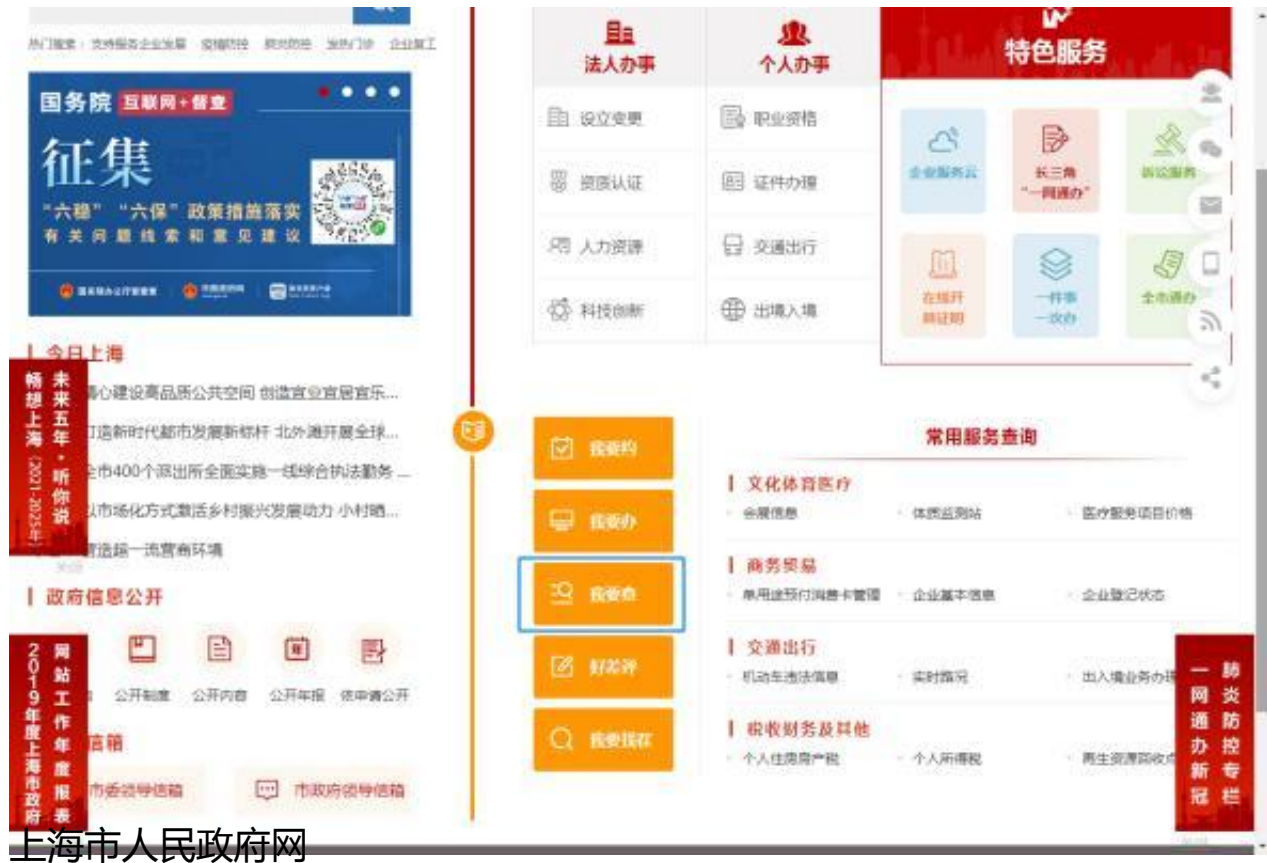 热门搜索：支持服务企业发展 疫情防控 肺炎防控 发热门诊 企业复工
国务院 互联网+督查
征集
“六稳”“六保”政策措施落实
有关问题线索和意见建议
今日上海
心建设高品质公共空间 创造宜业宜居宜乐...
打造新时代都市发展新标杆 北外滩开展全球...
全市400个派出所全面实施一线综合执法勤务 ...
以市场化方式激活乡村振兴发展动力 小村晒...
营造超一流营商环境
未来五年·听你说
畅想上海（2021-2025年）
政府信息公开
公开制度 公开内容 公开年报 依申请公开
信箱
市委领导信箱 市政府领导信箱
网站工作年度报表
2019年度上海市政府
法人办事
设立变更
资质认证
人力资源
科技创新
个人办事
职业资格
证件办理
交通出行
出境入境
特色服务
企业服务云
长三角
“一网通办”
诉讼服务
在线开
具证明
一件事
一次办
全市通办
我要约
我要办
我要查
好差评
我要找茬
常用服务查询
文化体育医疗
会展信息 体质监测站 医疗服务项目价格
商务贸易
单用途预付消费卡管理 企业基本信息 企业登记状态
交通出行
机动车违法信息 实时路况 出入境业务办理
税收财务及其他
个人住房房产税 个人所得税 再生资源回收点
肺炎防控专栏
一网通办新冠
上海市人民政府网